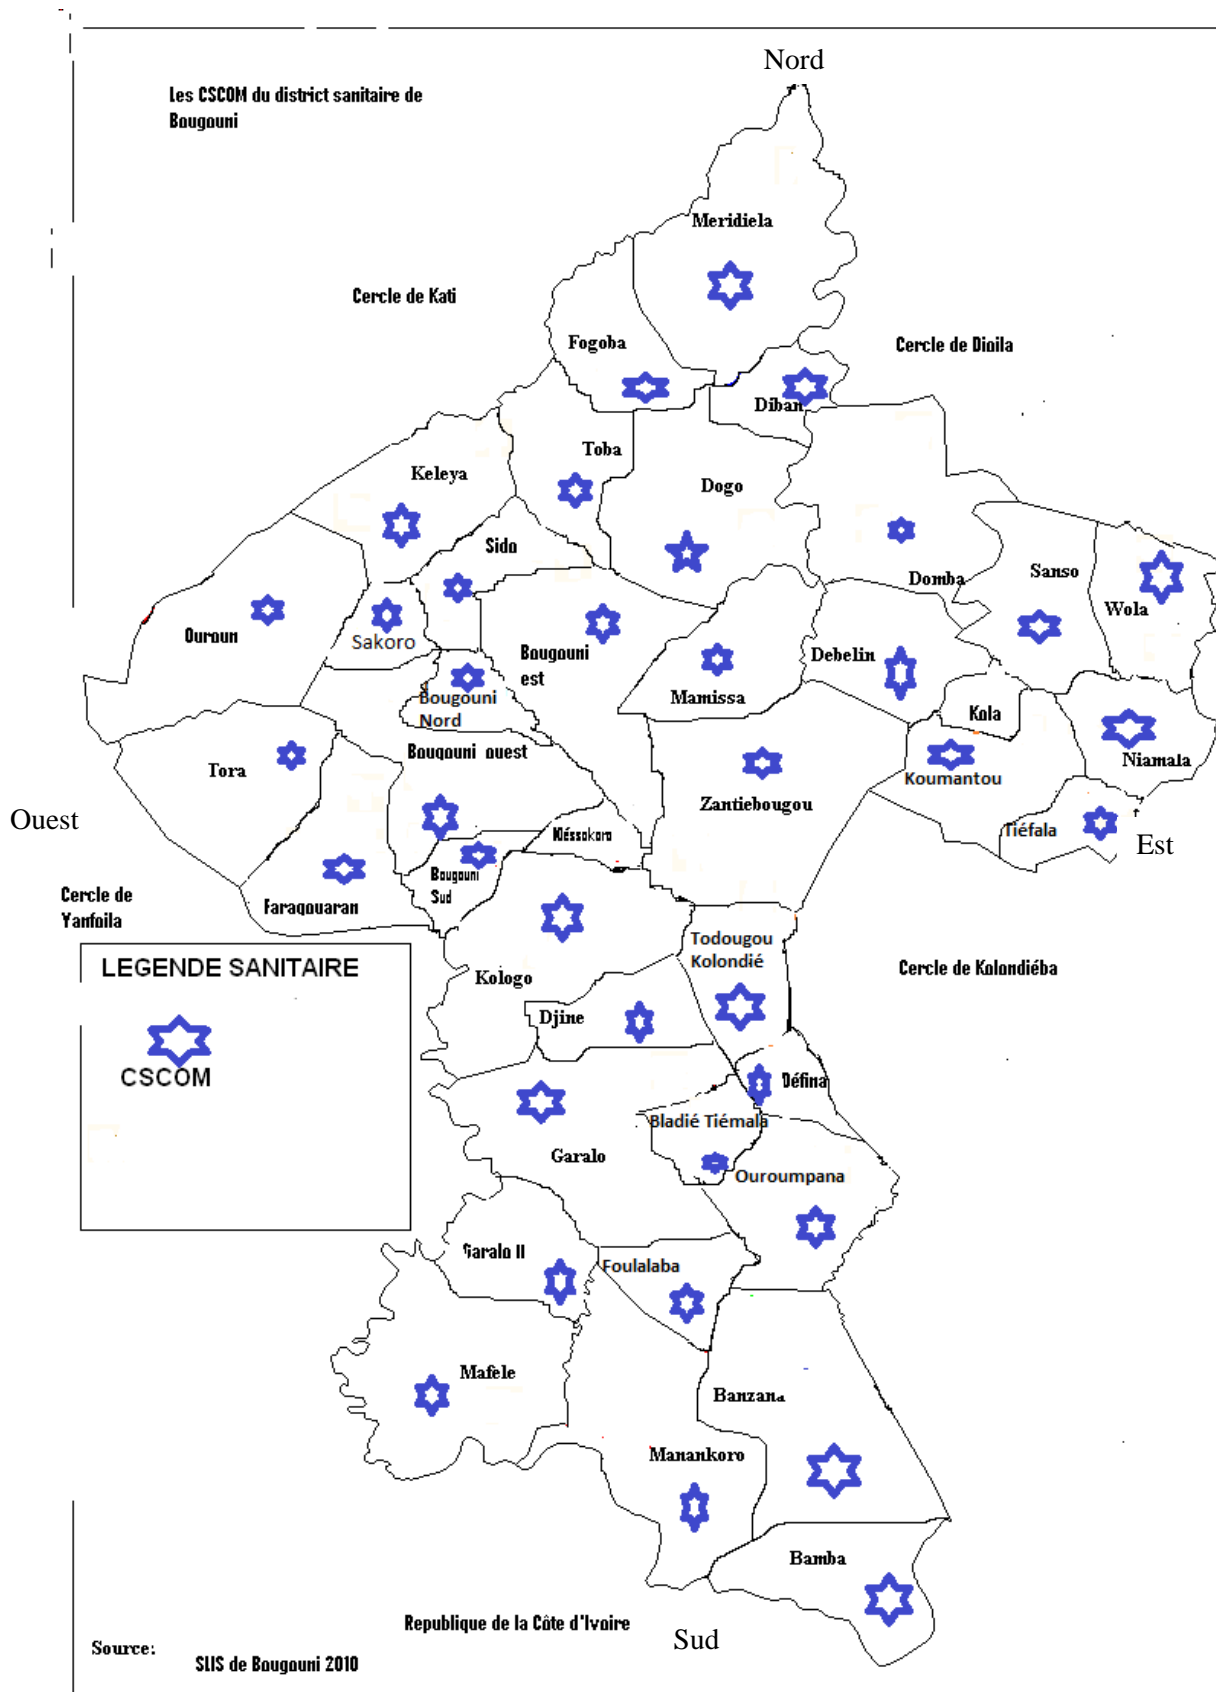 Nord
Les CSCOM du district sanitaire de
Bougouni
Meridiela
Cercle de Kati
Fogoba
Cercle de Dioila
Diban
Toba
Keleya
Dogo
Sido
Domba
Sanso
Wola
Ouroun
Sakoro
Bougouni
est
Debelin
Mamissa
Bougouni
Nord
Kola
Bougouni ouest
Tora
Koumantou
Niamala
Zantiebougou
Ouest
Tiéfala
Est
Kléssokoro
Bougouni
Sud
Cercle de
Yanfoila
Faragouaran
Todougou
Kolondié
Cercle de Kolondiéba
LEGENDE SANITAIRE
Kologo
Djine
CSCOM
Défina
Bladié Tiémala
Garalo
Ouroumpana
Garalo II
Foulalaba
Mafele
Banzana
Manankoro
Bamba
Republique de la Côte d'Ivoire
Sud
Source:
SLIS de Bougouni 2010